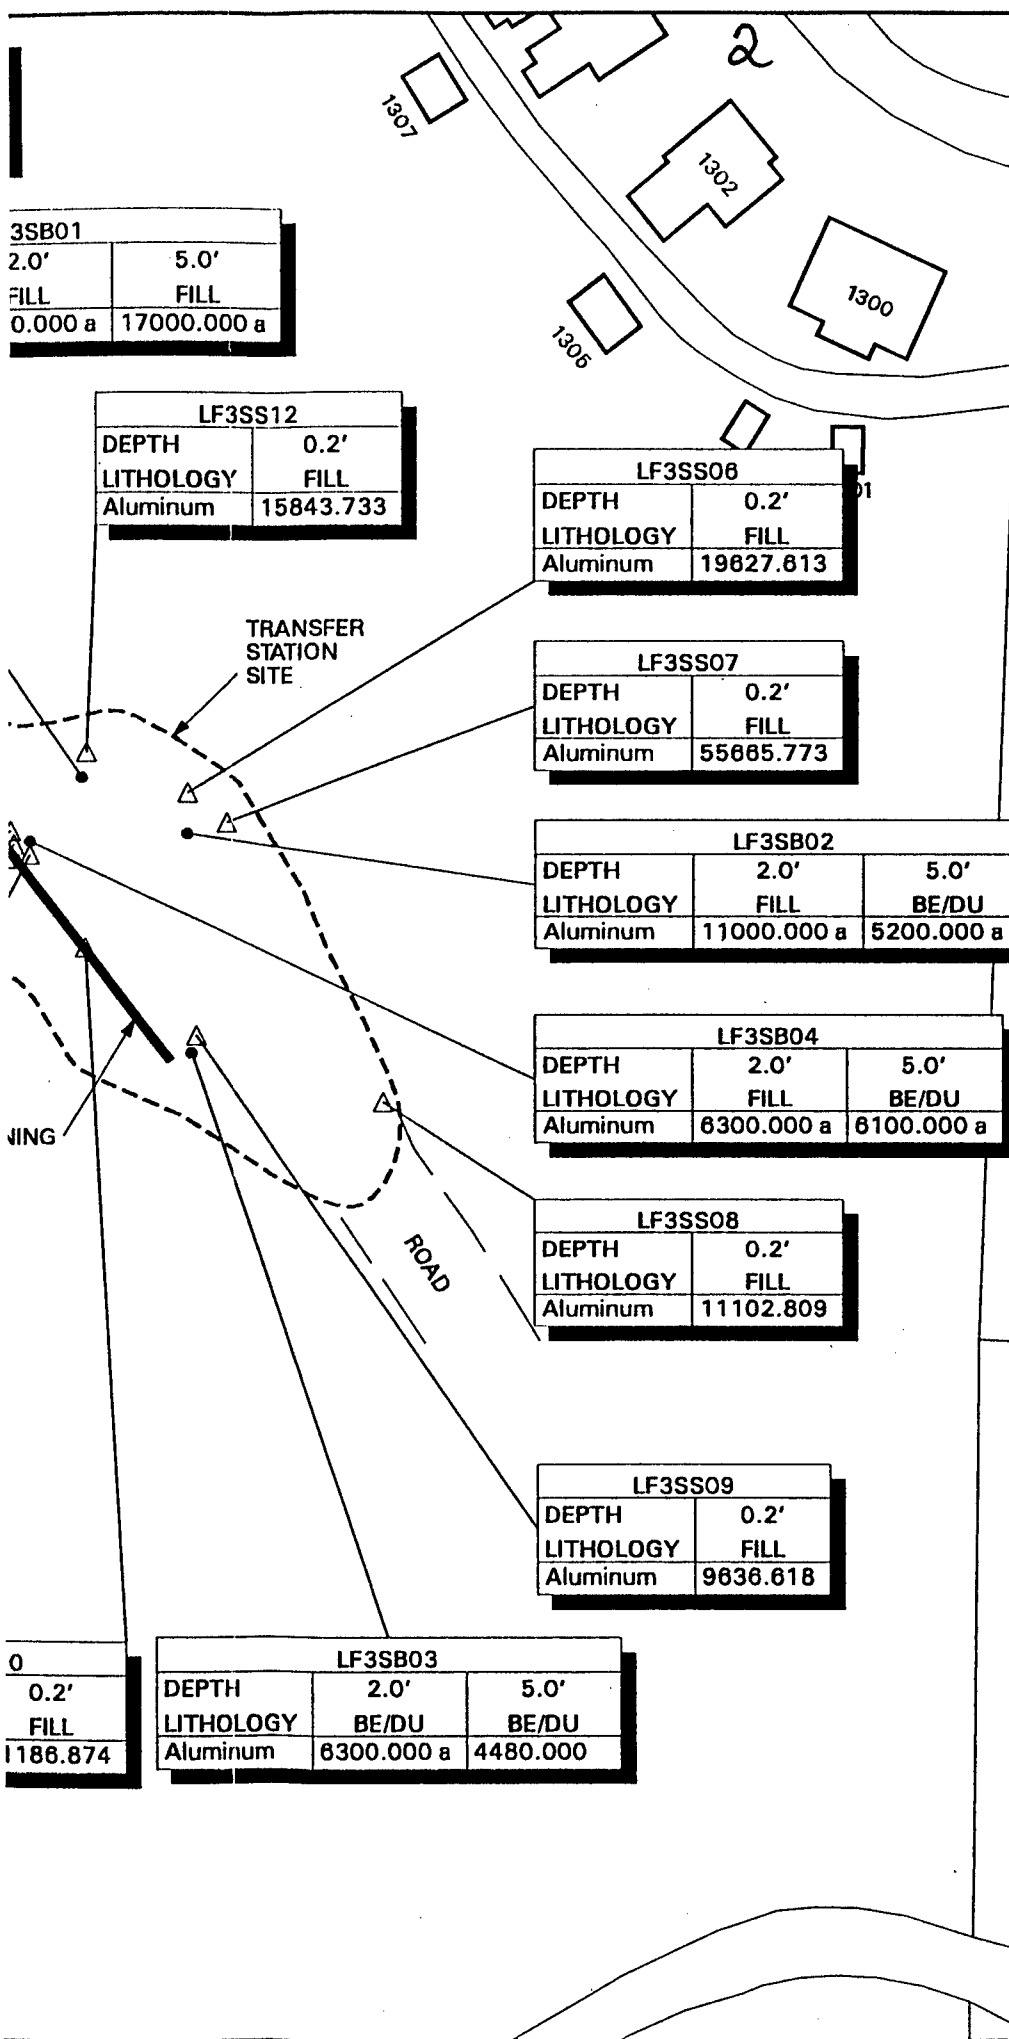 2
1307
1302
1300
1305
01
3SB01
2.0' 5.0'
FILL FILL
0.000 a 17000.000 a
LF3SS12
DEPTH 0.2'
LITHOLOGY FILL
Aluminum 15843.733
LF3SS06
DEPTH 0.2'
LITHOLOGY FILL
Aluminum 19627.613
TRANSFER
STATION
SITE
LF3SS07
DEPTH 0.2'
LITHOLOGY FILL
Aluminum 55665.773
LF3SB02
DEPTH 2.0' 5.0'
LITHOLOGY FILL BE/DU
Aluminum 11000.000 a 5200.000 a
LF3SB04
DEPTH 2.0' 5.0'
LITHOLOGY FILL BE/DU
Aluminum 6300.000 a 6100.000 a
NING
LF3SS08
DEPTH 0.2'
LITHOLOGY FILL
Aluminum 11102.809
ROAD
LF3SS09
DEPTH 0.2'
LITHOLOGY FILL
Aluminum 9636.618
0
0.2'
FILL
1186.874
LF3SB03
DEPTH 2.0' 5.0'
LITHOLOGY BE/DU BE/DU
Aluminum 6300.000 a 4480.000